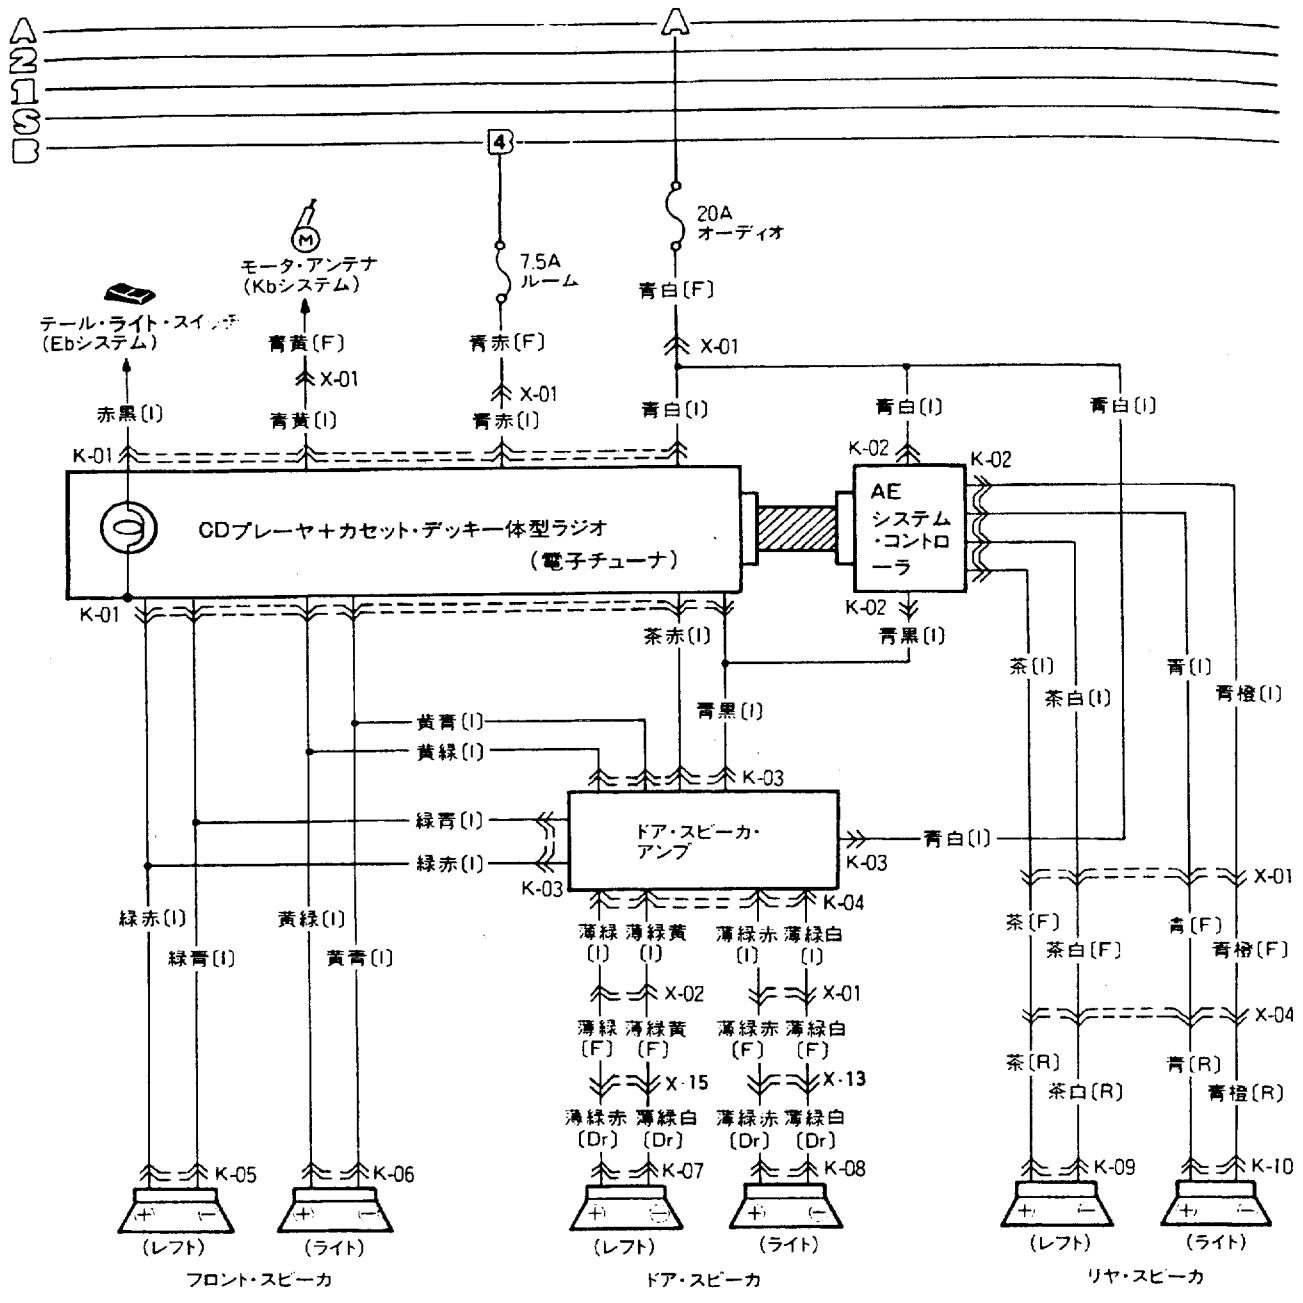 A
A
2
1
S
B
4
20A
オーディオ
7.5A
ルーム
モータ・アンテナ
(Kbシステム)
テール・ライト・スイッチ
(Ebシステム)
青白[F]
青黄[F]
青赤[F]
X-01
X-01
X-01
赤黒[I]
青黄[I]
青赤[I]
青白[I]
青白[I]
青白[I]
K-01
K-02
K-02
CDプレーヤ+カセット・デッキ一体型ラジオ
(電子チューナ)
AE
システム
・コントロ
ーラ
K-01
K-02
茶赤[I]
青黒[I]
茶[I]
茶白[I]
青[I]
青橙[I]
青黒[I]
黄青[I]
黄緑[I]
K-03
緑青[I]
緑赤[I]
K-03
ドア・スピーカ・
アンプ
青白[I]
K-03
K-04
X-01
緑赤[I]
緑青[I]
黄緑[I]
黄青[I]
薄緑
[I]
薄緑黄
[I]
薄緑赤
[I]
薄緑白
[I]
茶[F]
茶白[F]
青[F]
青橙[F]
X-02
X-01
X-04
薄緑
[F]
薄緑黄
[F]
薄緑赤
[F]
薄緑白
[F]
茶[R]
茶白[R]
青[R]
青橙[R]
X-15
X-13
薄緑赤
[Dr]
薄緑白
[Dr]
薄緑赤
[Dr]
薄緑白
[Dr]
K-05
K-06
K-07
K-08
K-09
K-10
+ − + − + − + − + − + −
(レフト)
(ライト)
(レフト)
(ライト)
(レフト)
(ライト)
フロント・スピーカ
ドア・スピーカ
リヤ・スピーカ
M